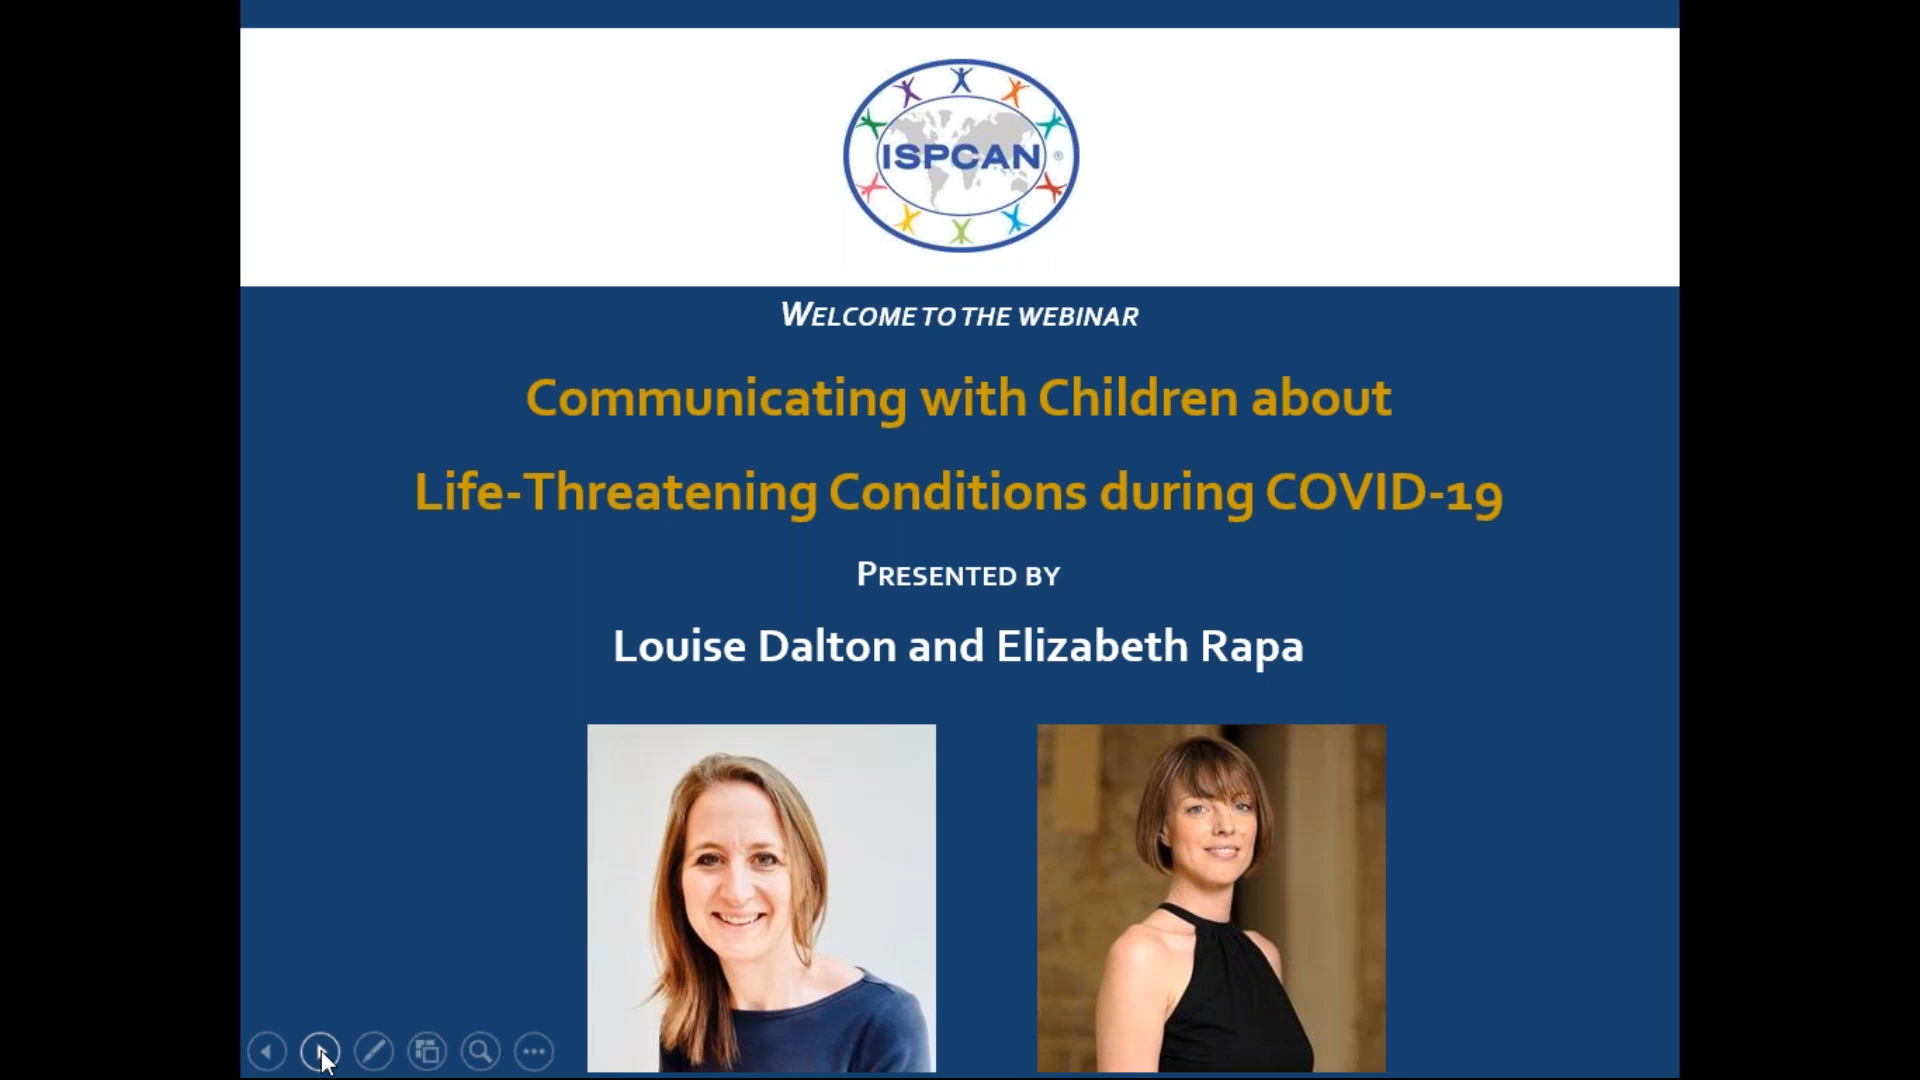 ISPCAN ®
WELCOME TO THE WEBINAR
Communicating with Children about
Life-Threatening Conditions during COVID-19
PRESENTED BY
Louise Dalton and Elizabeth Rapa